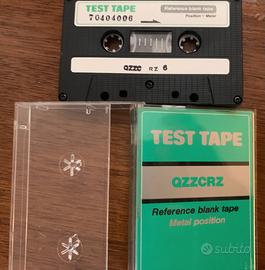 TEST TAPE
70404006
Reference blank tape
Position - Metal
QZZC RZ 6
TEST TAPE
QZZCRZ
Reference blank tape
Metal position
subito